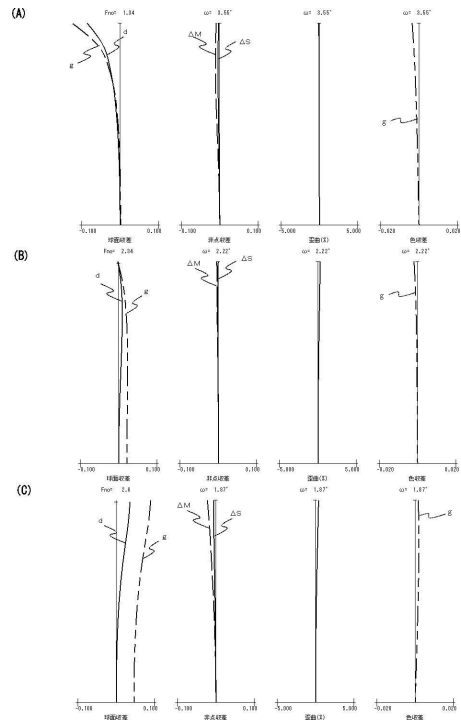 (A)
Fno= 1.34
ω= 3.55°
ω= 3.55°
ω= 3.55°
d
g
ΔM
ΔS
g
-0.100 0.100
-0.100 0.100
-5.000 5.000
-0.020 0.020
球面収差
非点収差
歪曲(%)
色収差
(B)
Fno= 2.34
ω= 2.22°
ω= 2.22°
ω= 2.22°
d
g
ΔM
ΔS
g
-0.100 0.100
-0.100 0.100
-5.000 5.000
-0.020 0.020
球面収差
非点収差
歪曲(%)
色収差
(C)
ω= 1.87°
ω= 1.87°
ω= 1.87°
d
g
ΔM
ΔS
g
-0.100 0.100
-0.100 0.100
-5.000 5.000
-0.020 0.020
球面収差
非点収差
歪曲(%)
色収差